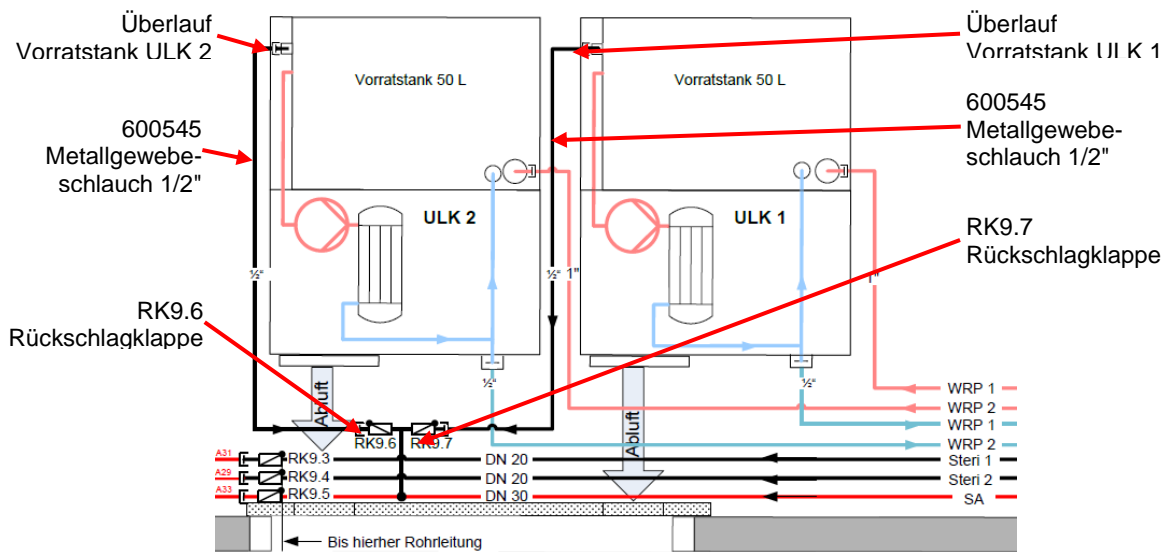 Überlauf
Vorratstank ULK 2
Überlauf
Vorratstank ULK 1
Vorratstank 50 L
Vorratstank 50 L
600545
Metallgewebe-
schlauch 1/2"
600545
Metallgewebe-
schlauch 1/2"
ULK 2
ULK 1
RK9.7
Rückschlagklappe
½“
½“ 1"
1"
RK9.6
Rückschlagklappe
½“
½“
Abluft
Abluft
WRP 1
WRP 2
WRP 1
WRP 2
RK9.6
RK9.7
A31
RK9.3
DN 20
Steri 1
A29
RK9.4
DN 20
Steri 2
A33
RK9.5
DN 30
SA
Bis hierher Rohrleitung